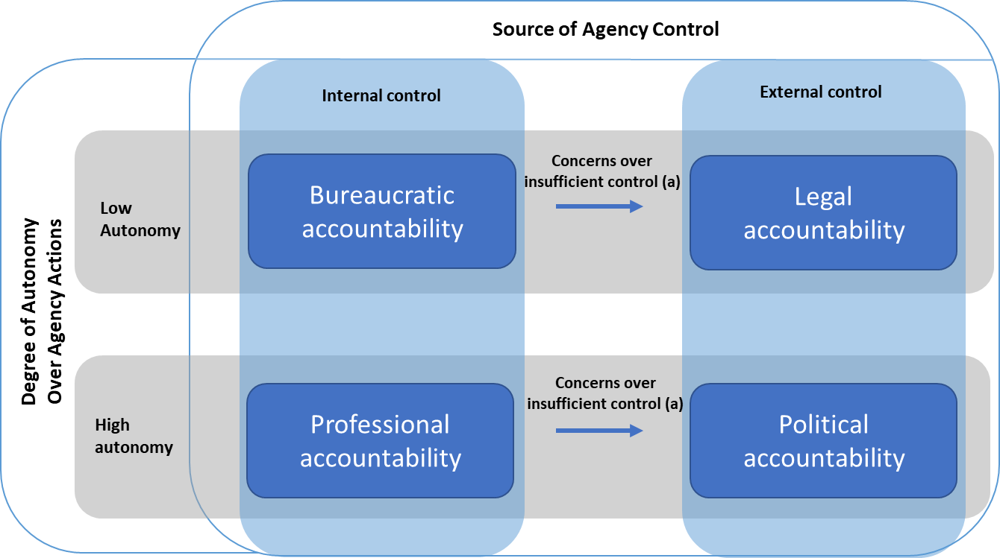 Source of Agency Control
Internal control
External control
Degree of Autonomy
Over Agency Actions
Low
Autonomy
Bureaucratic
accountability
Concerns over
insufficient control (a)
Legal
accountability
High
autonomy
Professional
accountability
Concerns over
insufficient control (a)
Political
accountability